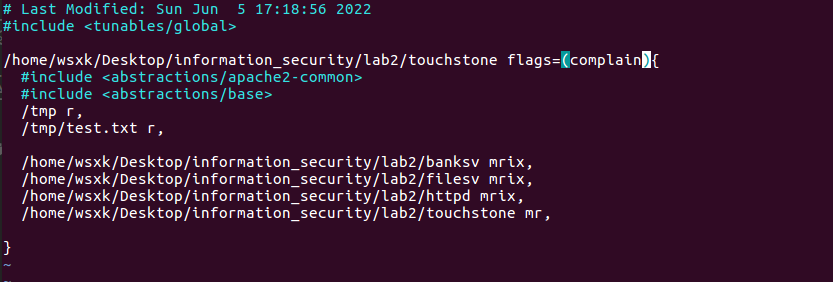 # Last Modified: Sun Jun  5 17:18:56 2022
#include <tunables/global>
/home/wsxk/Desktop/information_security/lab2/touchstone flags=(complain){
  #include <abstractions/apache2-common>
  #include <abstractions/base>
  /tmp r,
  /tmp/test.txt r,
  /home/wsxk/Desktop/information_security/lab2/banksv mrix,
  /home/wsxk/Desktop/information_security/lab2/filesv mrix,
  /home/wsxk/Desktop/information_security/lab2/httpd mrix,
  /home/wsxk/Desktop/information_security/lab2/touchstone mr,
}
~
~